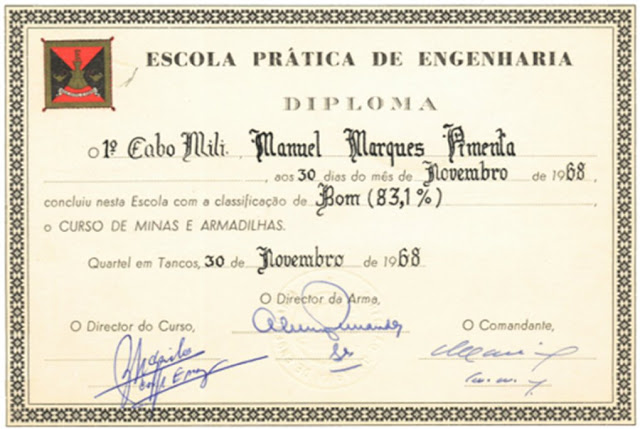 ESCOLA PRÁTICA DE ENGENHARIA
DIPLOMA
O 1º Cabo Mili. Manuel Marques Pimenta
, aos 30 dias do mês de Novembro de 1968,
concluiu nesta Escola com a classificação de Bom (83,1%)
o CURSO DE MINAS E ARMADILHAS.
Quartel em Tancos, 30 de Novembro de 1968
O Director da Arma,
O Director do Curso,
O Comandante,